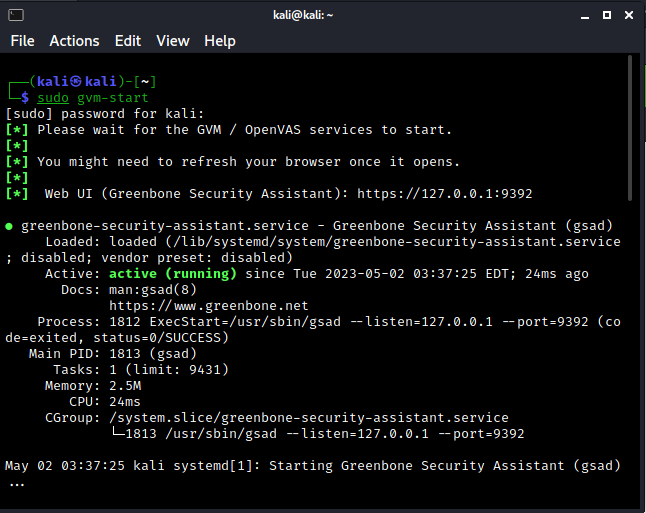 kali@kali: ~
File Actions Edit View Help
┌──(kali㉿kali)-[~]
└─$ sudo gvm-start
[sudo] password for kali:
[*] Please wait for the GVM / OpenVAS services to start.
[*]
[*] You might need to refresh your browser once it opens.
[*]
[*]  Web UI (Greenbone Security Assistant): https://127.0.0.1:9392
● greenbone-security-assistant.service - Greenbone Security Assistant (gsad)
Loaded: loaded (/lib/systemd/system/greenbone-security-assistant.service
; disabled; vendor preset: disabled)
Active: active (running) since Tue 2023-05-02 03:37:25 EDT; 24ms ago
Docs: man:gsad(8)
https://www.greenbone.net
Process: 1812 ExecStart=/usr/sbin/gsad --listen=127.0.0.1 --port=9392 (co
de=exited, status=0/SUCCESS)
Main PID: 1813 (gsad)
Tasks: 1 (limit: 9431)
Memory: 2.5M
CPU: 24ms
CGroup: /system.slice/greenbone-security-assistant.service
└─1813 /usr/sbin/gsad --listen=127.0.0.1 --port=9392
May 02 03:37:25 kali systemd[1]: Starting Greenbone Security Assistant (gsad)
...